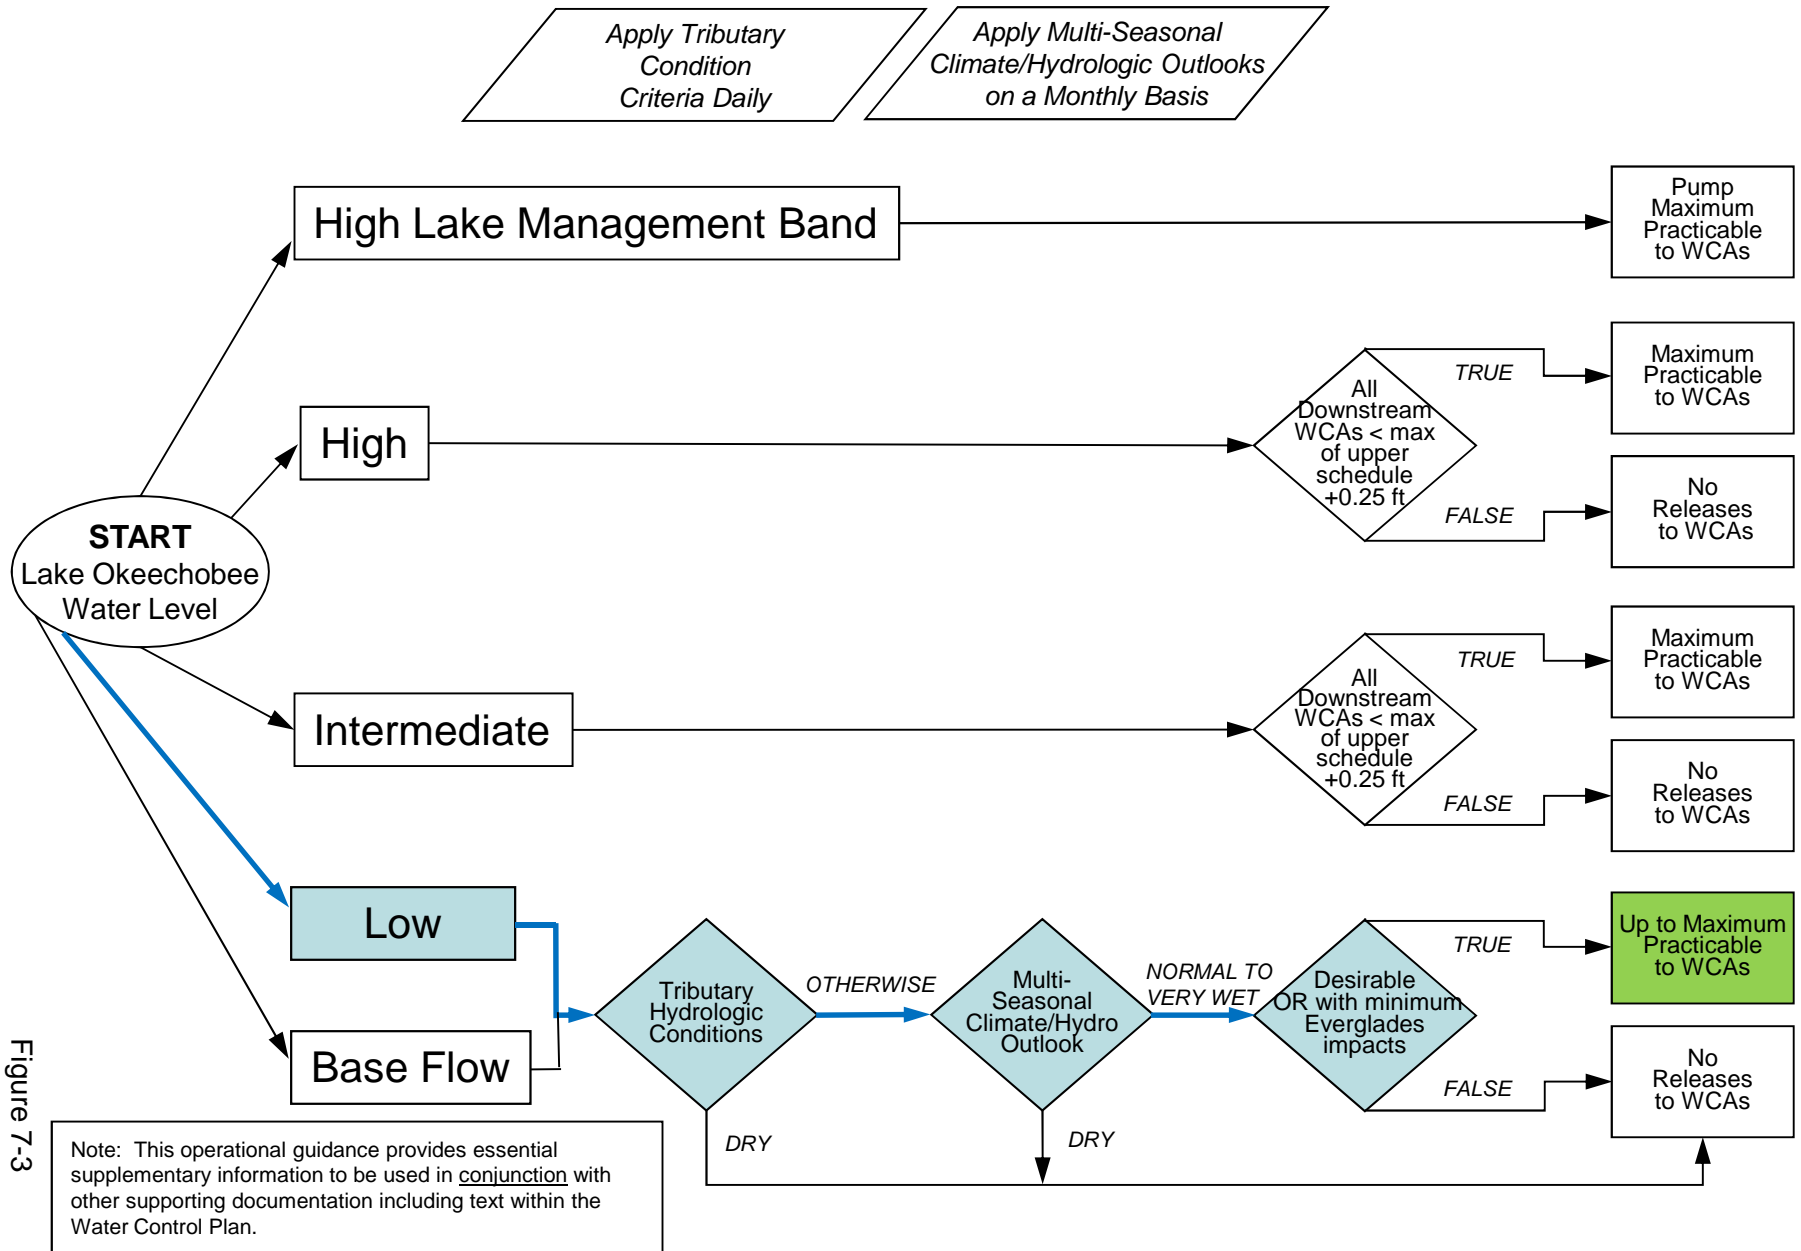 Apply Tributary
Condition
Criteria Daily
Apply Multi-Seasonal
Climate/Hydrologic Outlooks
on a Monthly Basis
High Lake Management Band
Pump
Maximum
Practicable
to WCAs
High
All
Downstream
WCAs < max
of upper
schedule
+0.25 ft
TRUE
Maximum
Practicable
to WCAs
FALSE
No
Releases
to WCAs
START
Lake Okeechobee
Water Level
Intermediate
All
Downstream
WCAs < max
of upper
schedule
+0.25 ft
TRUE
Maximum
Practicable
to WCAs
FALSE
No
Releases
to WCAs
Low
Base Flow
Tributary
Hydrologic
Conditions
OTHERWISE
DRY
Multi-
Seasonal
Climate/Hydro
Outlook
NORMAL TO
VERY WET
DRY
Desirable
OR with minimum
Everglades
impacts
TRUE
Up to Maximum
Practicable
to WCAs
FALSE
No
Releases
to WCAs
Figure 7-3
Note: This operational guidance provides essential
supplementary information to be used in conjunction with
other supporting documentation including text within the
Water Control Plan.